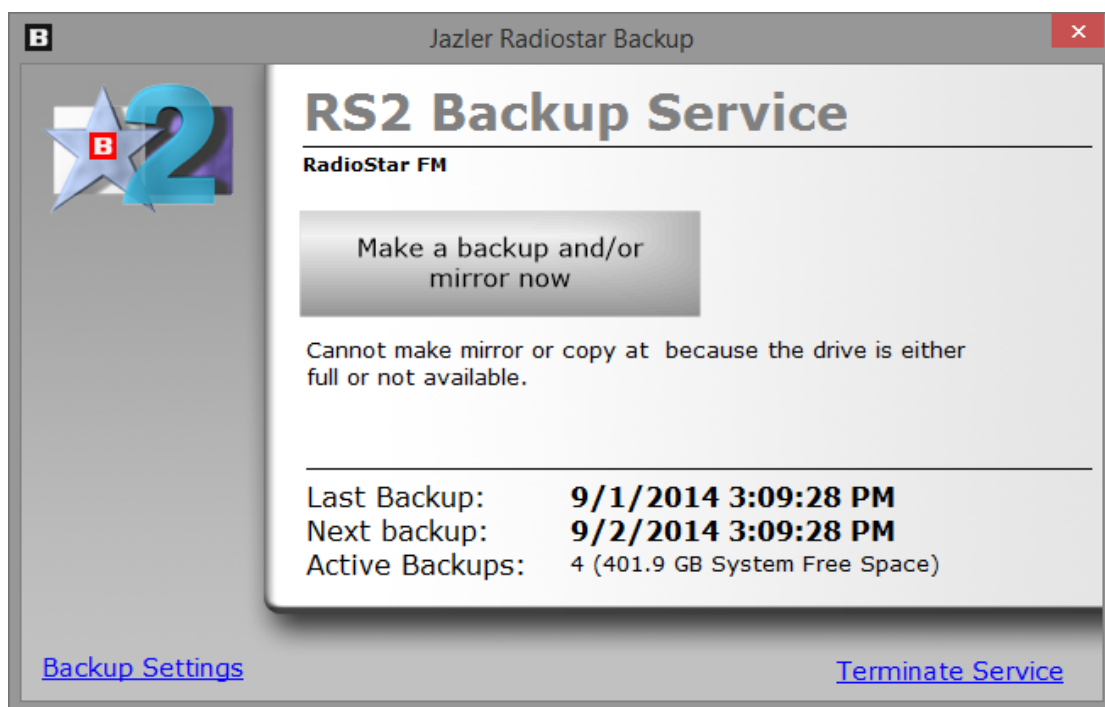 B
Jazler Radiostar Backup
×
2
B
RS2 Backup Service
RadioStar FM
Make a backup and/or
mirror now
Cannot make mirror or copy at  because the drive is either
full or not available.
Last Backup: 9/1/2014 3:09:28 PM
Next backup: 9/2/2014 3:09:28 PM
Active Backups: 4 (401.9 GB System Free Space)
Backup Settings
Terminate Service